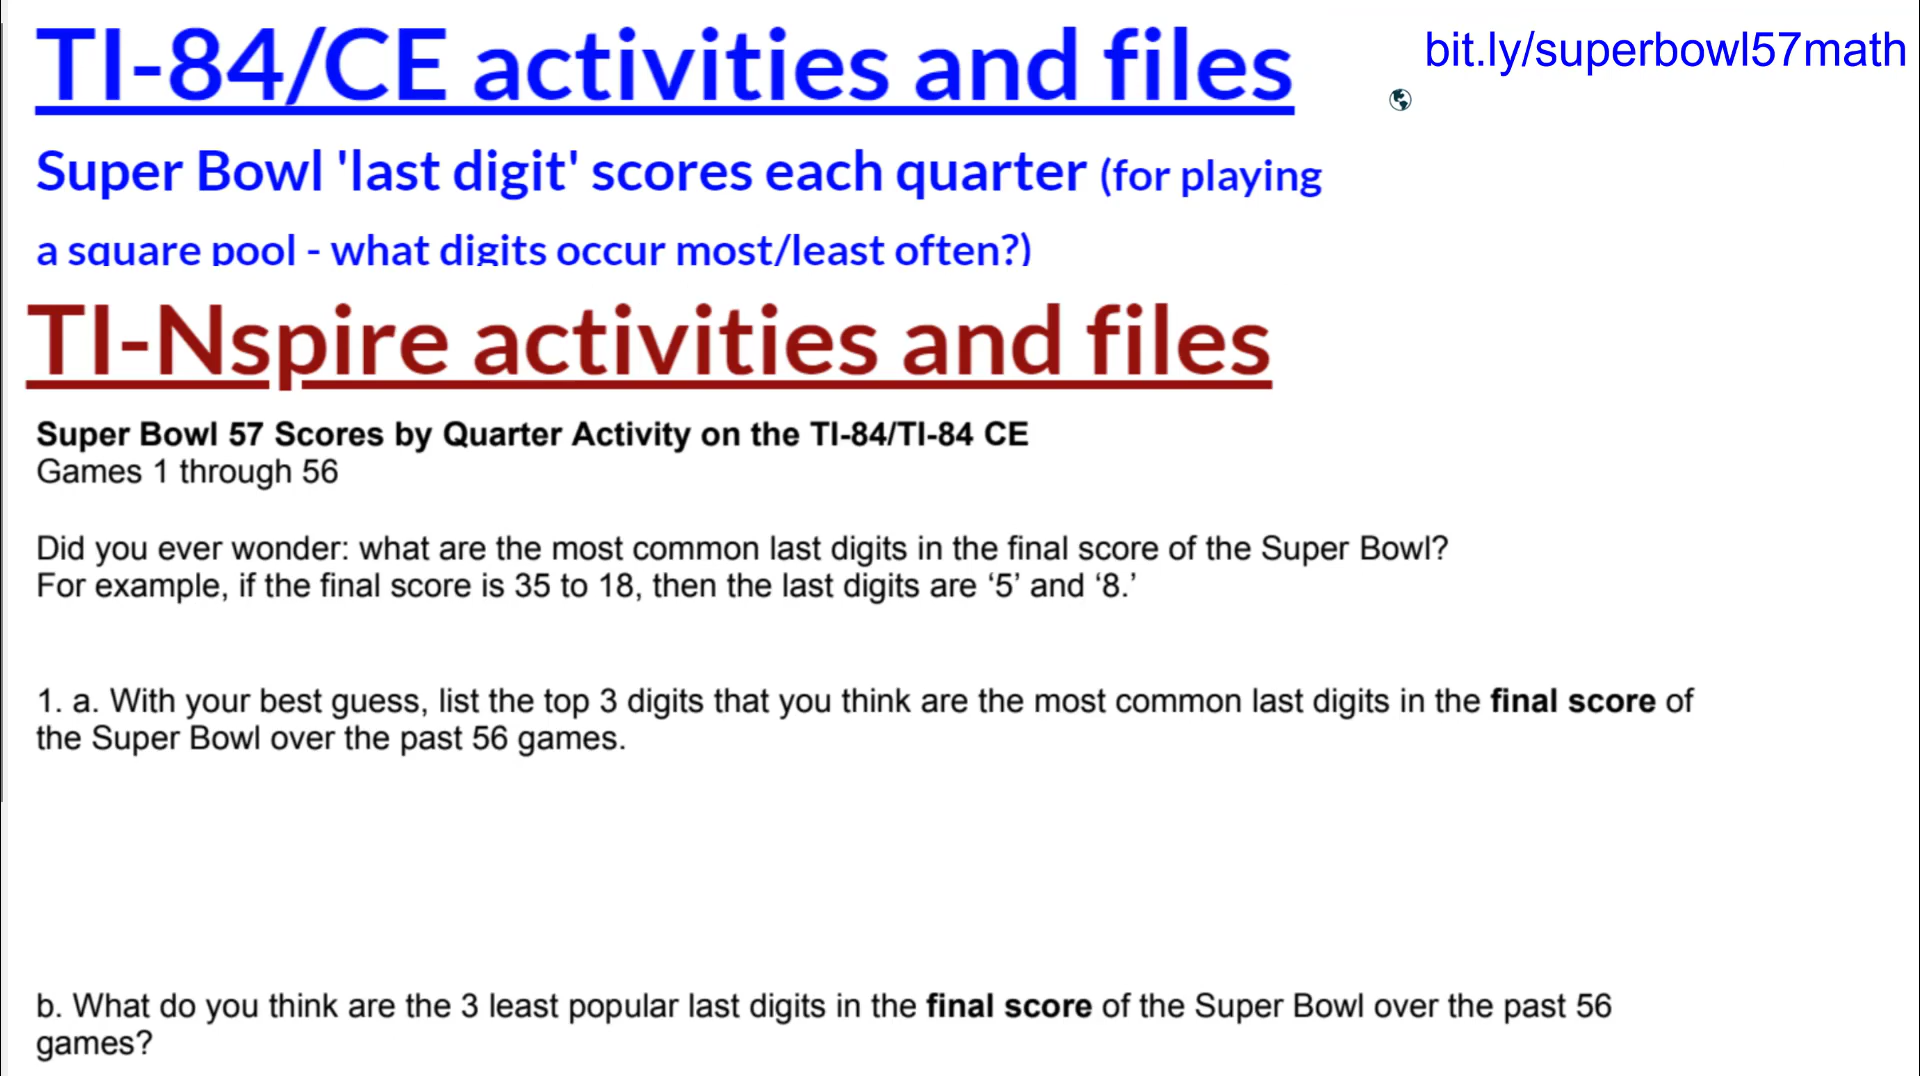 TI-84/CE activities and files
bit.ly/superbowl57math
Super Bowl 'last digit' scores each quarter (for playing
a square pool - what digits occur most/least often?)
TI-Nspire activities and files
Super Bowl 57 Scores by Quarter Activity on the TI-84/TI-84 CE
Games 1 through 56
Did you ever wonder: what are the most common last digits in the final score of the Super Bowl?
For example, if the final score is 35 to 18, then the last digits are ‘5’ and ‘8.’
1. a. With your best guess, list the top 3 digits that you think are the most common last digits in the final score of
the Super Bowl over the past 56 games.
b. What do you think are the 3 least popular last digits in the final score of the Super Bowl over the past 56
games?